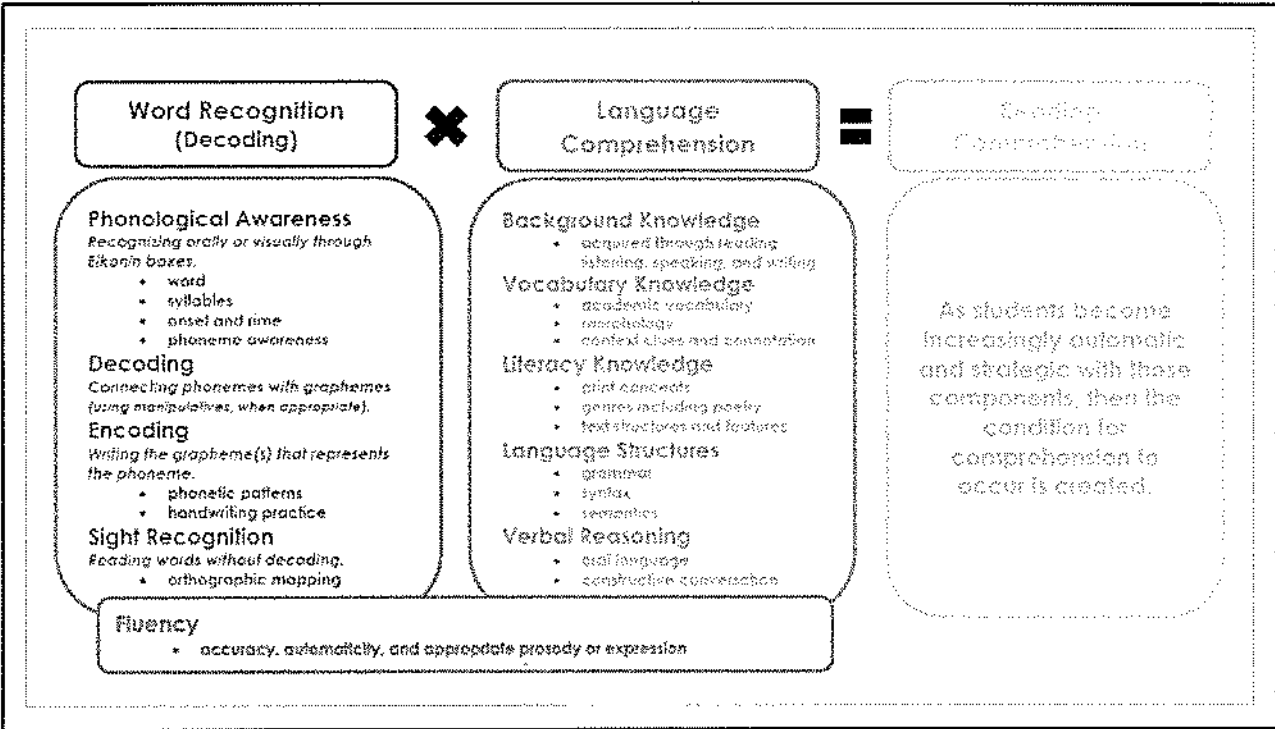 Word Recognition
(Decoding)
✖
Language
Comprehension
=
Reading
Comprehension
Phonological Awareness
Recognizing orally or visually through
Elkonin boxes.
• word
• syllables
• onset and rime
• phoneme awareness
Decoding
Connecting phonemes with graphemes
(using manipulatives, when appropriate).
Encoding
Writing the grapheme(s) that represents
the phoneme.
• phonetic patterns
• handwriting practice
Sight Recognition
Reading words without decoding.
• orthographic mapping
Background Knowledge
• acquired through reading
listening, speaking, and writing
Vocabulary Knowledge
• academic vocabulary
• morphology
• context clues and connotation
Literacy Knowledge
• print concepts
• genres including poetry
• text structures and features
Language Structures
• grammar
• syntax
• semantics
Verbal Reasoning
• oral language
• constructive conversation
As students become
increasingly automatic
and strategic with these
components, then the
condition for
comprehension to
occur is created.
Fluency
• accuracy, automaticity, and appropriate prosody or expression